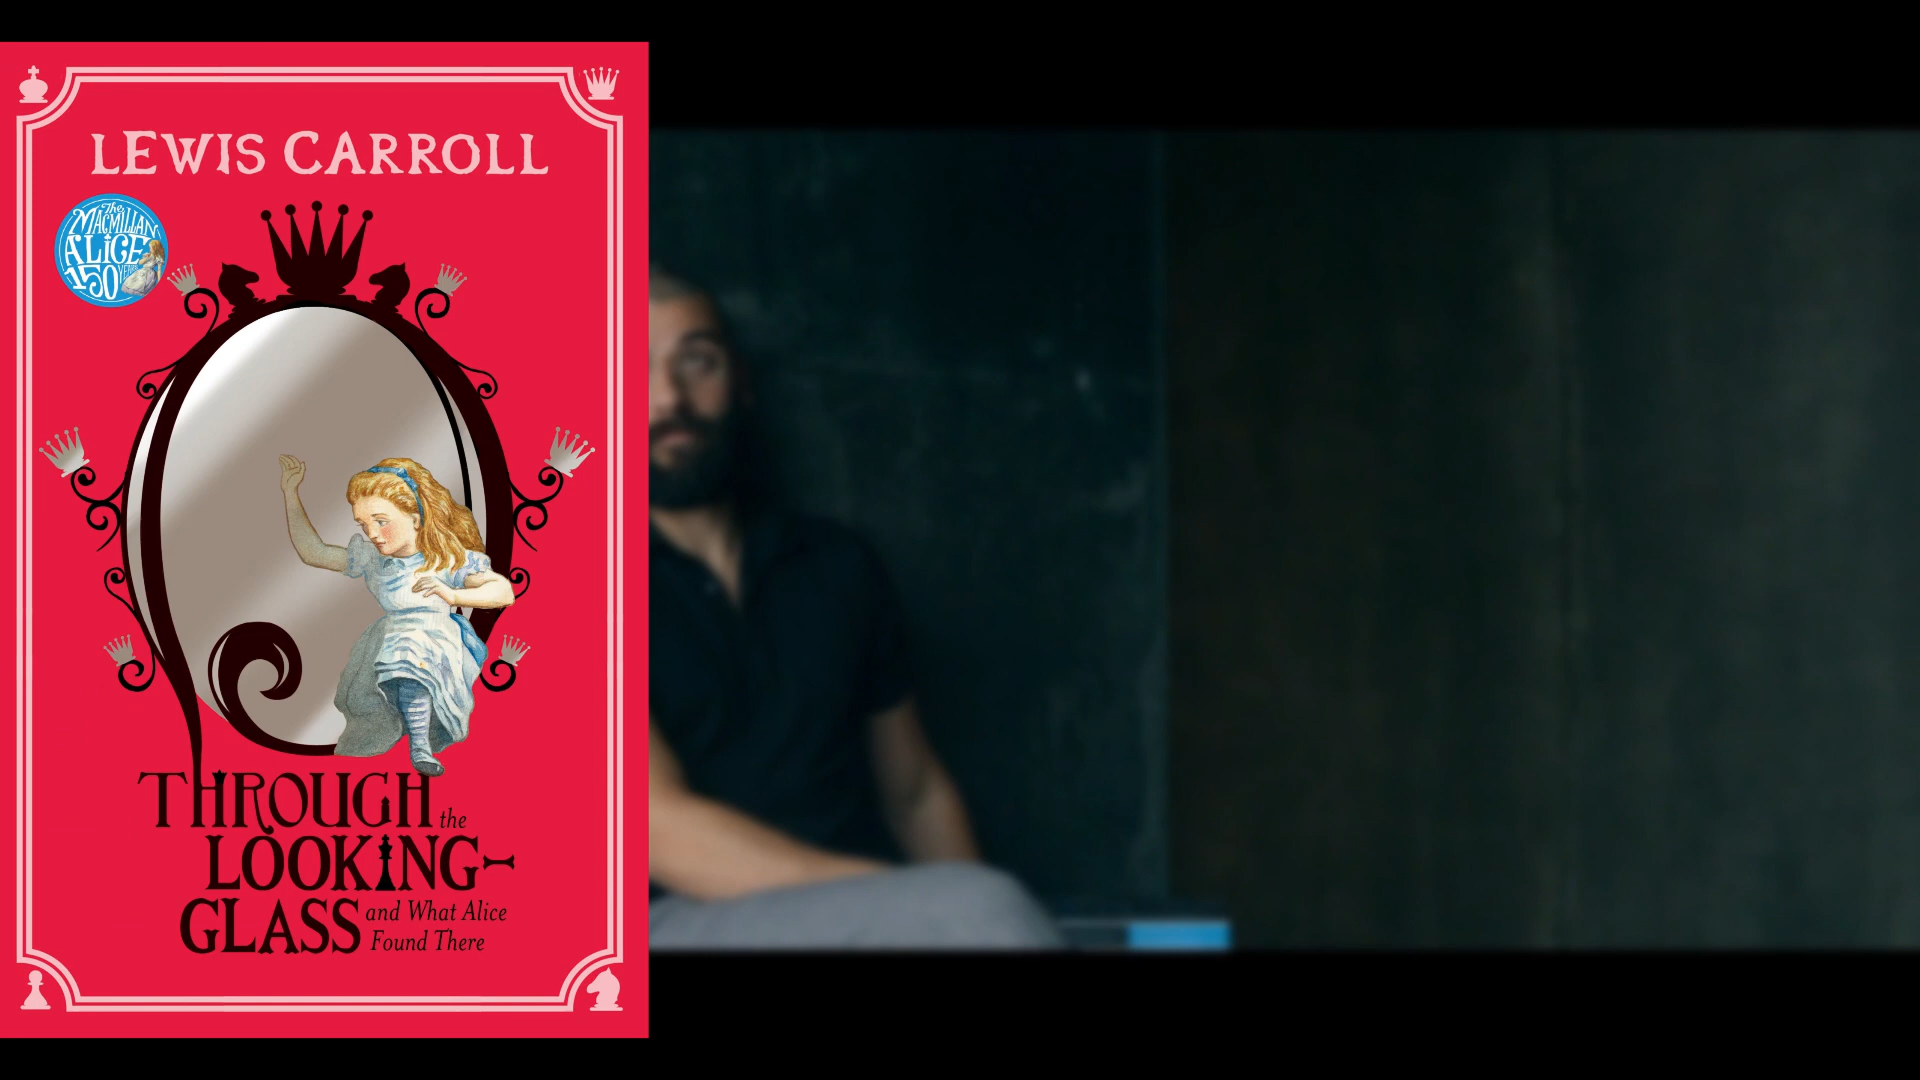 LEWIS CARROLL
The
MACMILLAN
ALICE
150 YEARS
THROUGH the
LOOKING-
GLASS and What Alice
Found There